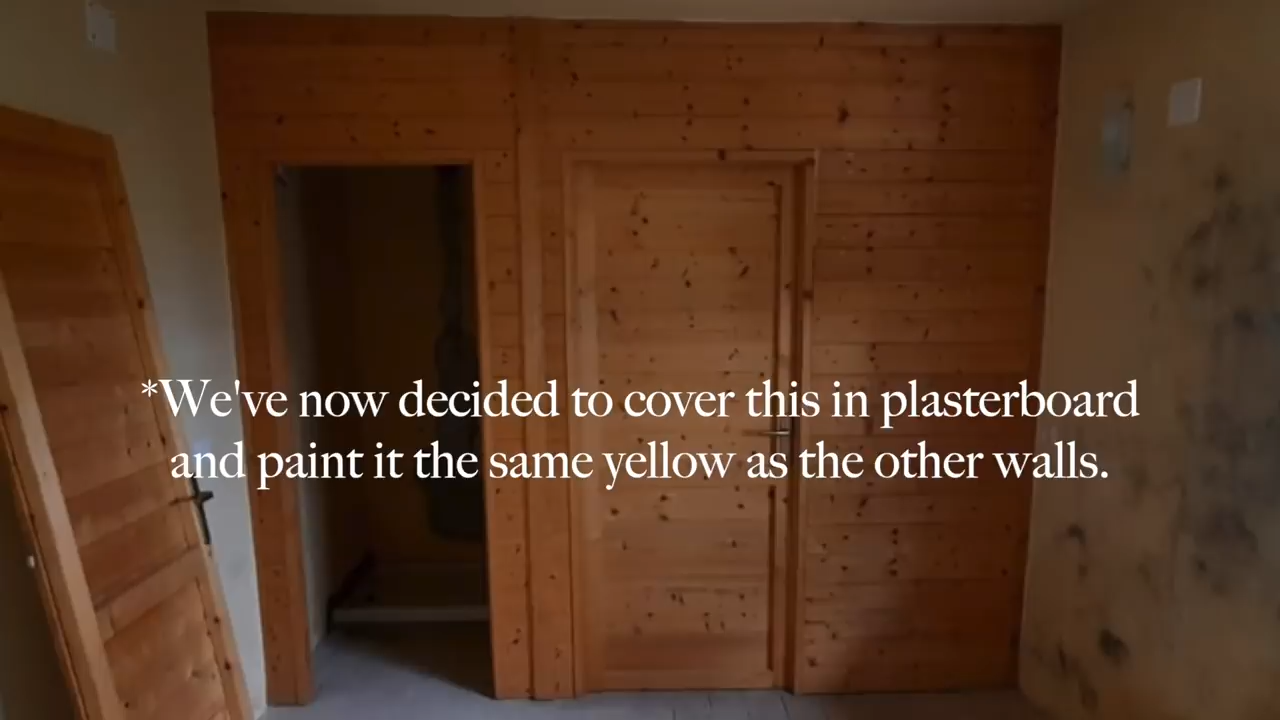 *We've now decided to cover this in plasterboard
and paint it the same yellow as the other walls.